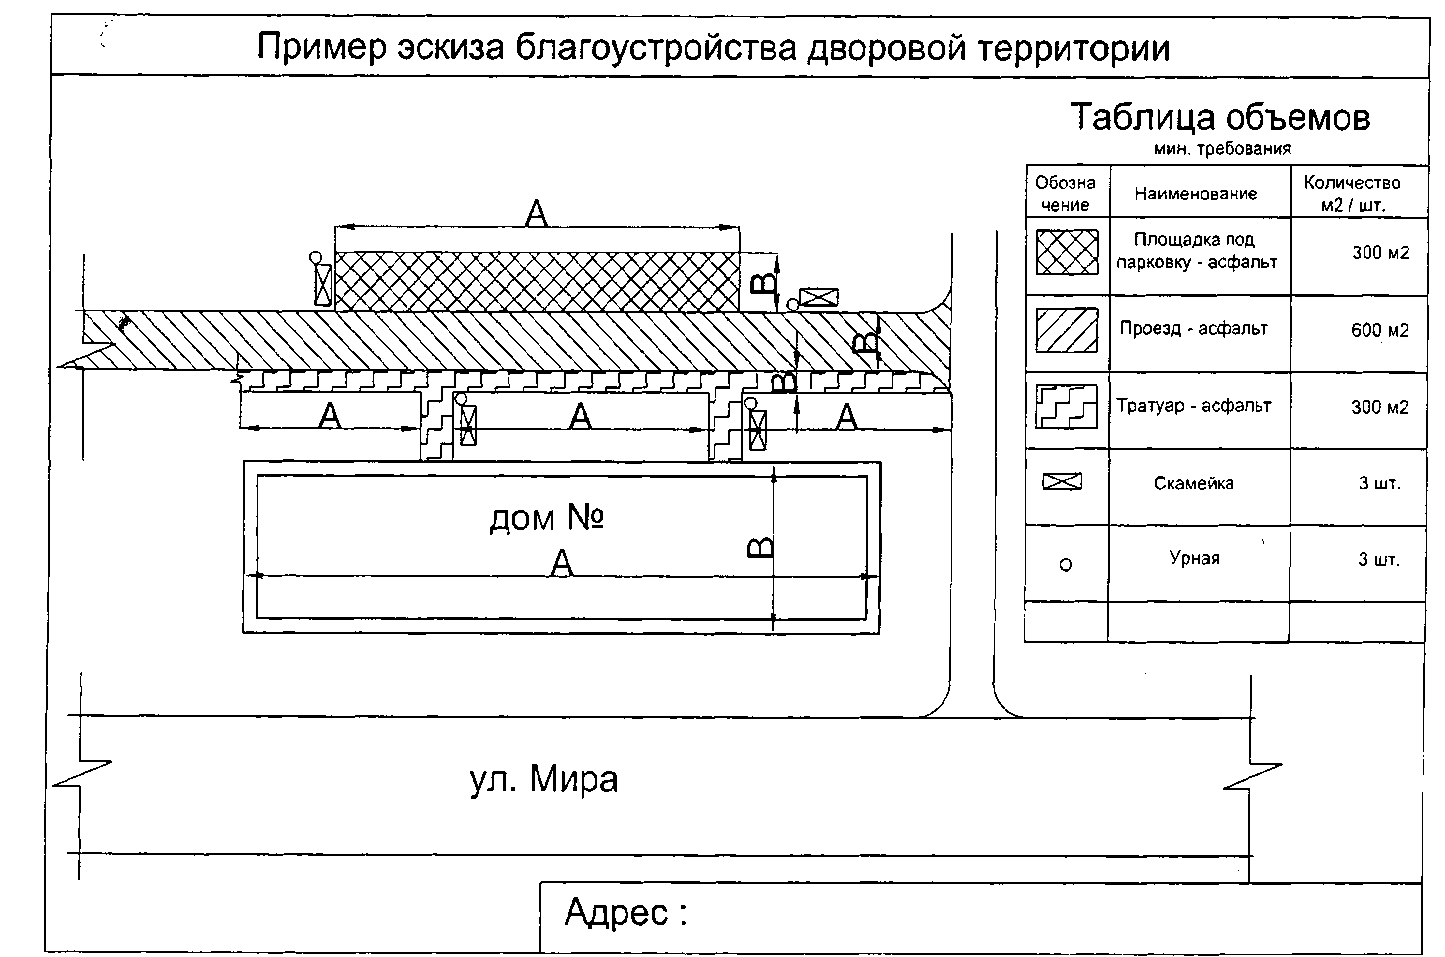 Пример эскиза благоустройства дворовой территории
Таблица объемов
мин. требования
Обозна
чение
Наименование
Количество
м2 / шт.
Площадка под
парковку - асфальт
300 м2
Проезд - асфальт
600 м2
Тратуар - асфальт
300 м2
Скамейка
3 шт.
Урная
3 шт.
А
В
В
В
А
А
А
дом №
В
А
ул. Мира
Адрес :